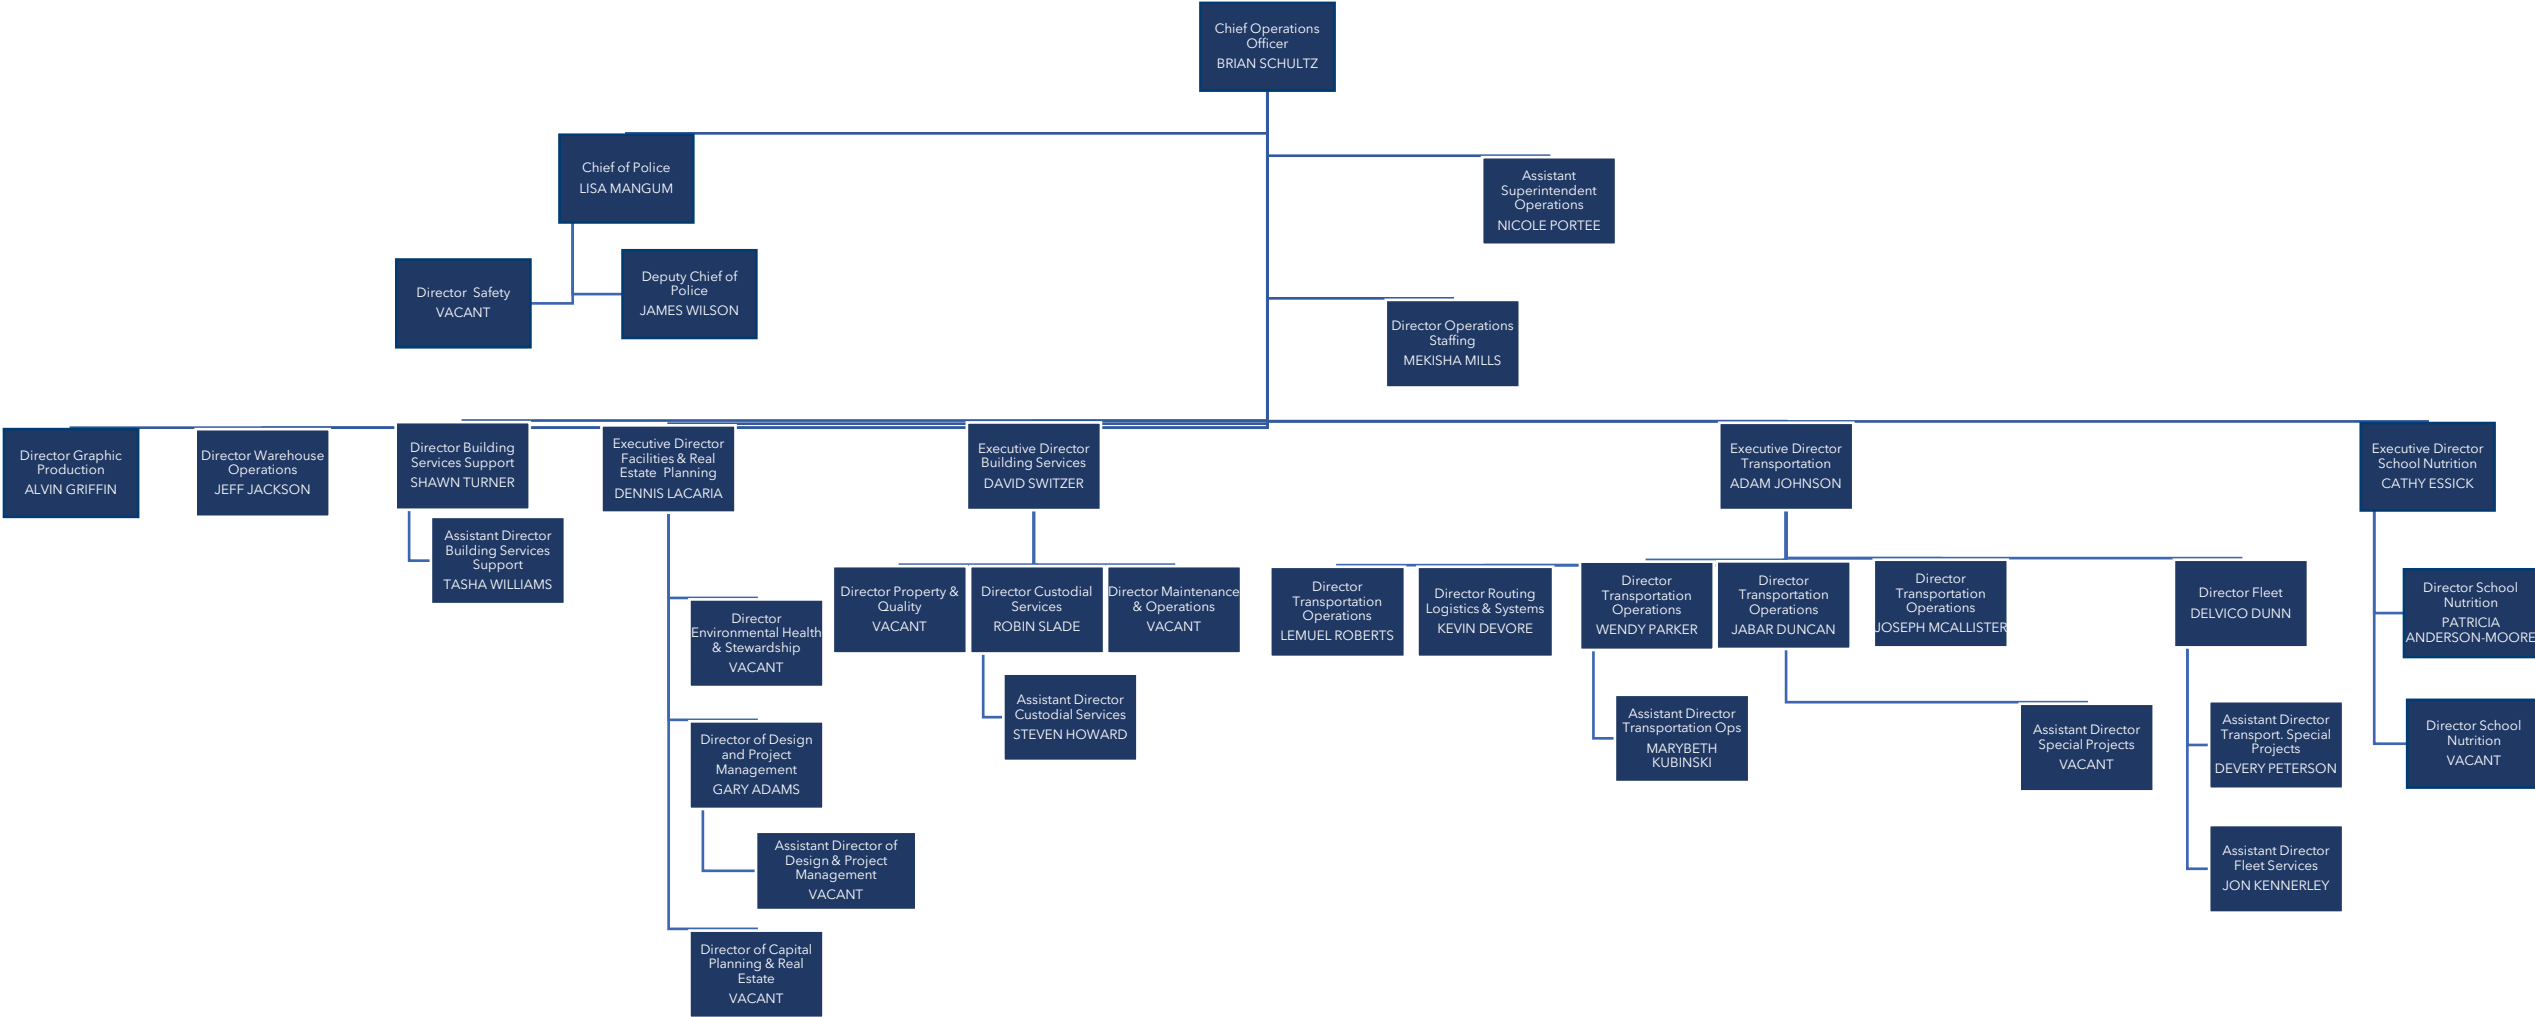 Chief Operations
Officer
BRIAN SCHULTZ
Chief of Police
LISA MANGUM
Assistant
Superintendent
Operations
NICOLE PORTEE
Director  Safety
VACANT
Deputy Chief of
Police
JAMES WILSON
Director Operations
Staffing
MEKISHA MILLS
Director Graphic
Production
ALVIN GRIFFIN
Director Warehouse
Operations
JEFF JACKSON
Director Building
Services Support
SHAWN TURNER
Executive Director
Facilities & Real
Estate  Planning
DENNIS LACARIA
Executive Director
Building Services
DAVID SWITZER
Executive Director
Transportation
ADAM JOHNSON
Executive Director
School Nutrition
CATHY ESSICK
Assistant Director
Building Services
Support
TASHA WILLIAMS
Director
Environmental Health
& Stewardship
VACANT
Director of Design
and Project
Management
GARY ADAMS
Assistant Director of
Design & Project
Management
VACANT
Director of Capital
Planning & Real
Estate
VACANT
Director Property &
Quality
VACANT
Director Custodial
Services
ROBIN SLADE
Director Maintenance
& Operations
VACANT
Assistant Director
Custodial Services
STEVEN HOWARD
Director
Transportation
Operations
LEMUEL ROBERTS
Director Routing
Logistics & Systems
KEVIN DEVORE
Director
Transportation
Operations
WENDY PARKER
Director
Transportation
Operations
JABAR DUNCAN
Director
Transportation
Operations
JOSEPH MCALLISTER
Director Fleet
DELVICO DUNN
Assistant Director
Transportation Ops
MARYBETH
KUBINSKI
Assistant Director
Special Projects
VACANT
Assistant Director
Transport. Special
Projects
DEVERY PETERSON
Assistant Director
Fleet Services
JON KENNERLEY
Director School
Nutrition
PATRICIA
ANDERSON-MOORE
Director School
Nutrition
VACANT